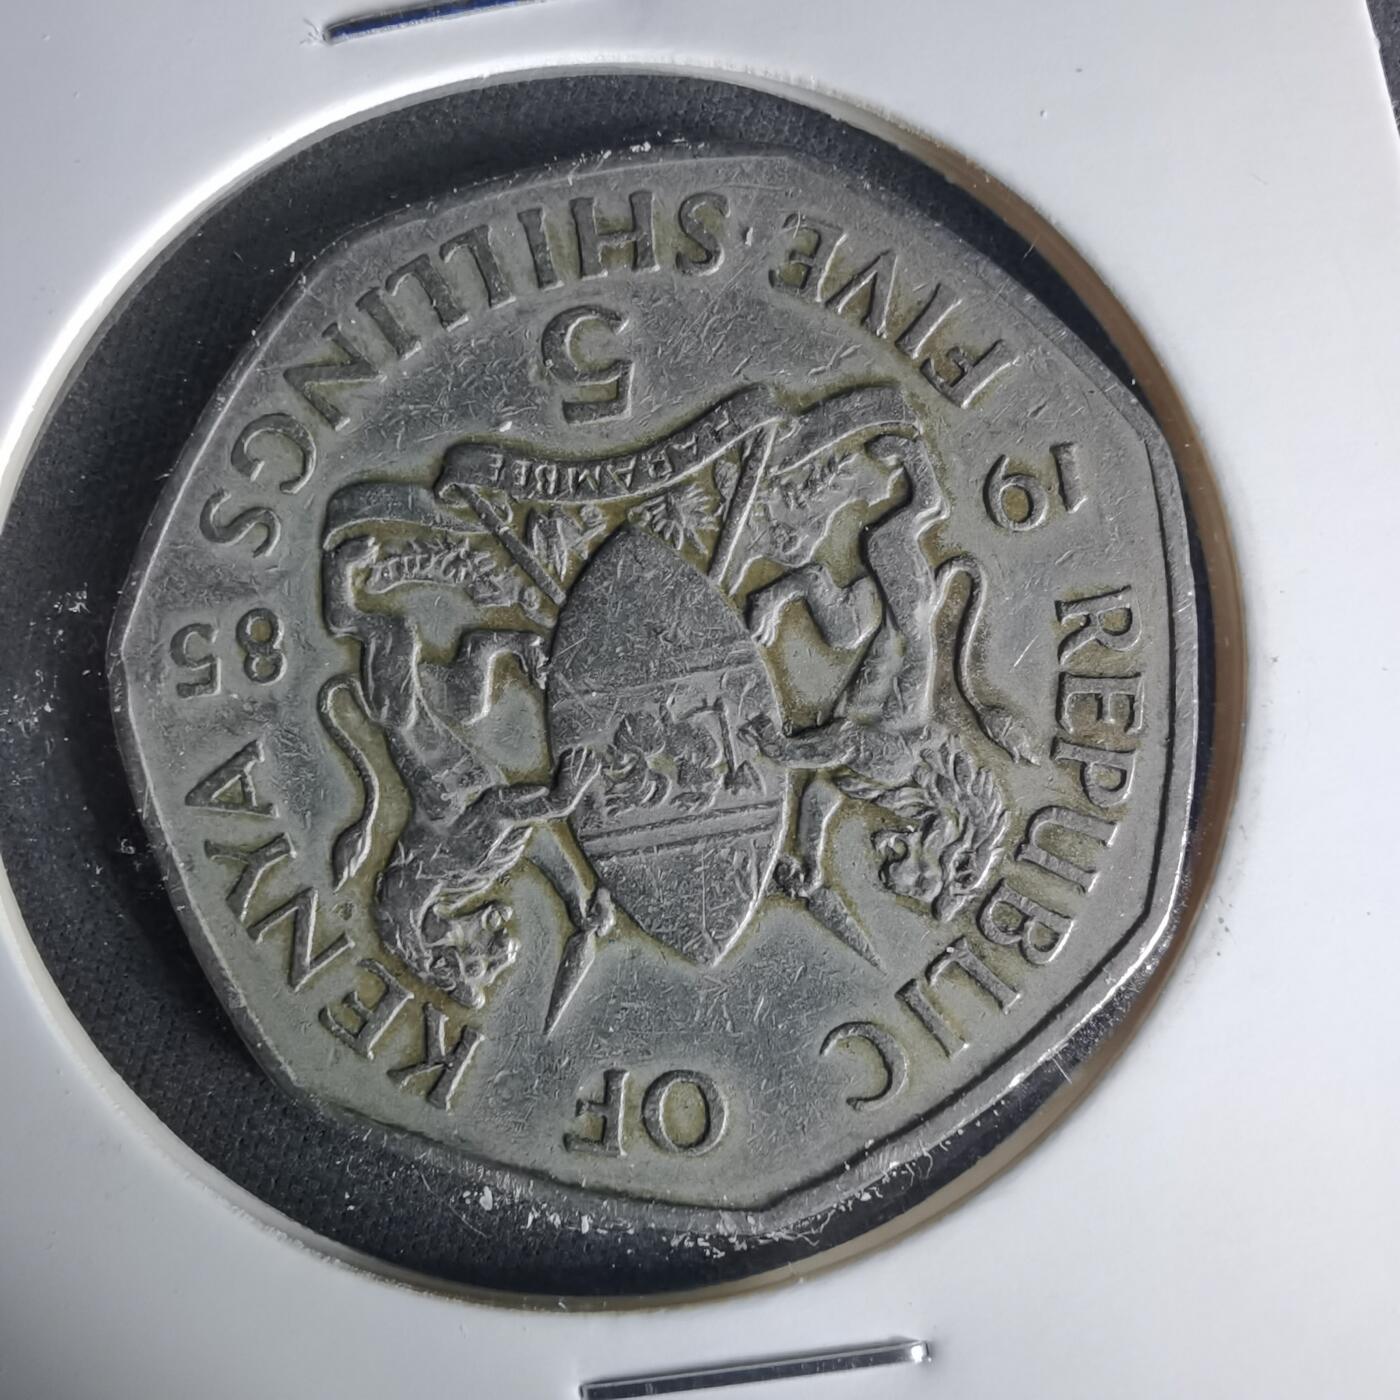 REPUBLIC OF KENYA
19 85
HARAMBEE
5
FIVE SHILLINGS